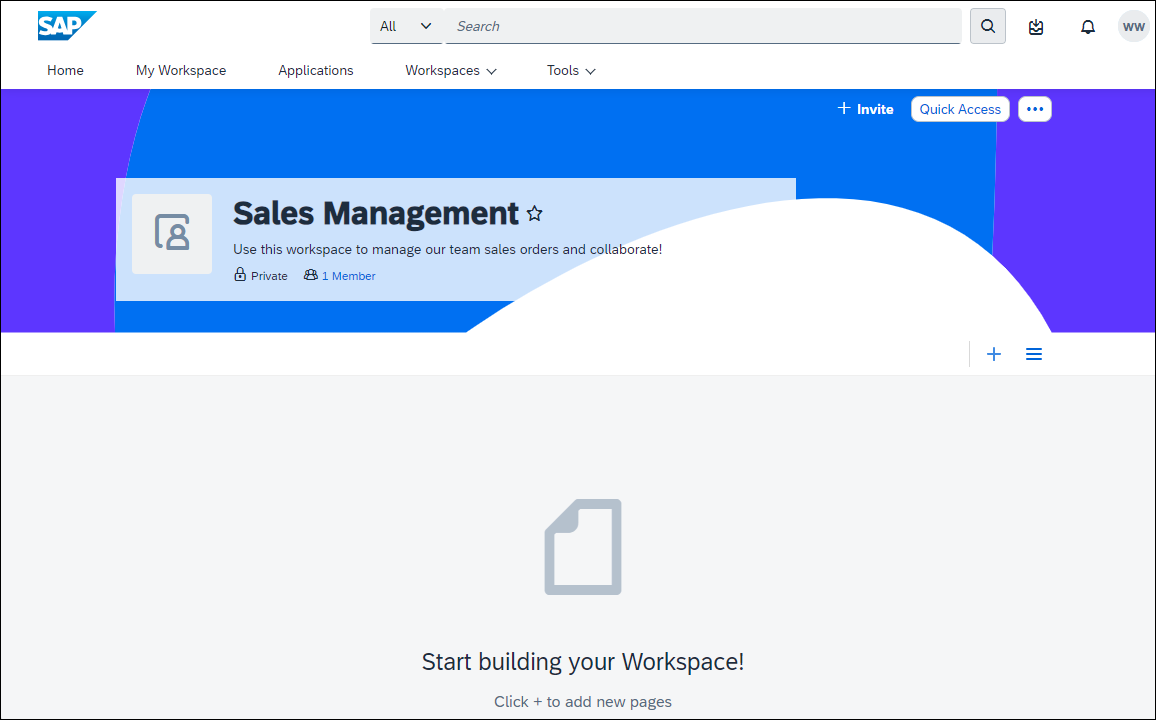 SAP
All
Search
WW
Home
My Workspace
Applications
Workspaces
Tools
+ Invite
Quick Access
Sales Management
Use this workspace to manage our team sales orders and collaborate!
Private
1 Member
Start building your Workspace!
Click + to add new pages